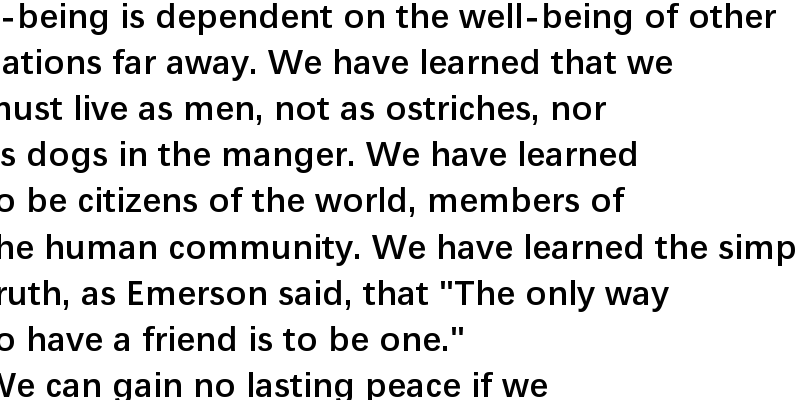 -being is dependent on the well-being of other
ations far away. We have learned that we
must live as men, not as ostriches, nor
s dogs in the manger. We have learned
o be citizens of the world, members of
he human community. We have learned the simp
ruth, as Emerson said, that "The only way
o have a friend is to be one."
We can gain no lasting peace if we